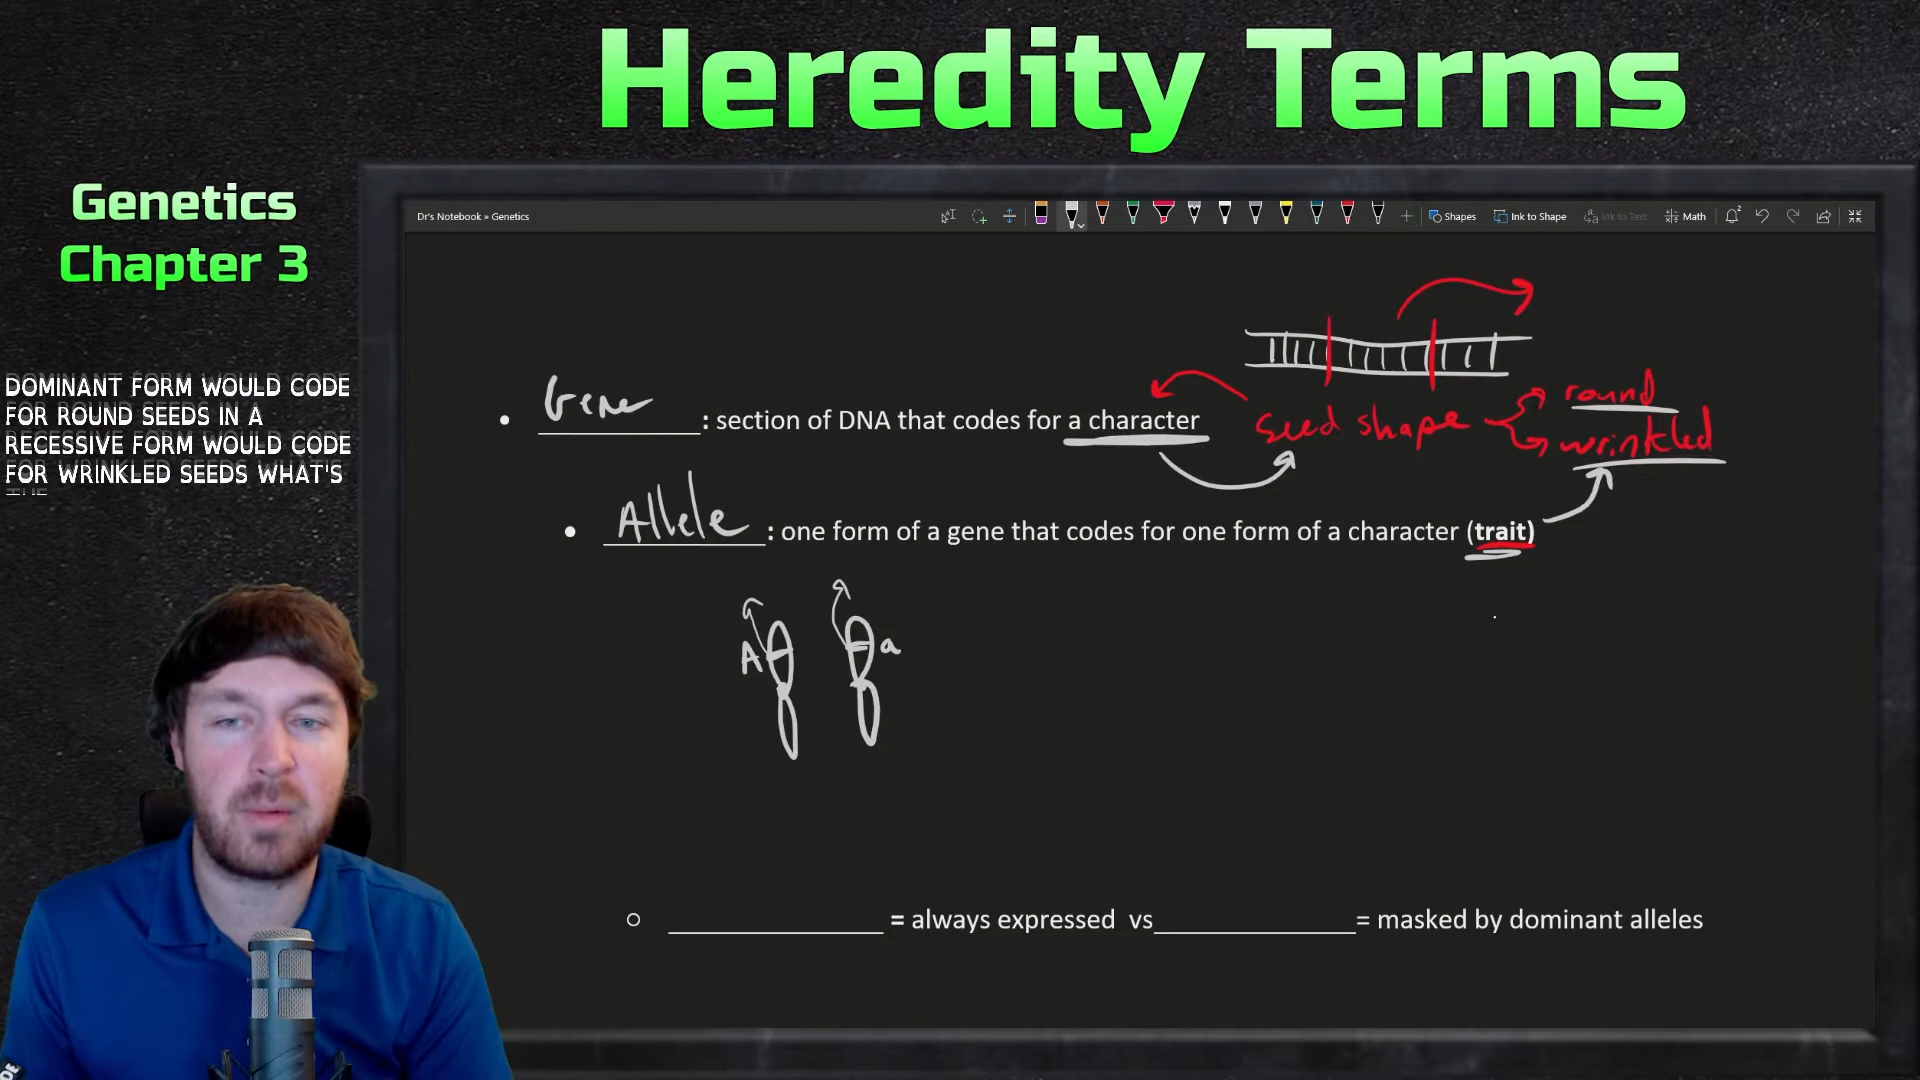 Heredity Terms
Genetics
Chapter 3
Dr's Notebook » Genetics
Shapes
Ink to Shape
Ink to Text
Math
DOMINANT FORM WOULD CODE
FOR ROUND SEEDS IN A
RECESSIVE FORM WOULD CODE
FOR WRINKLED SEEDS WHAT'S
round
Gene : section of DNA that codes for a character
seed shape
wrinkled
Allele : one form of a gene that codes for one form of a character (trait)
A a
= always expressed vs = masked by dominant alleles